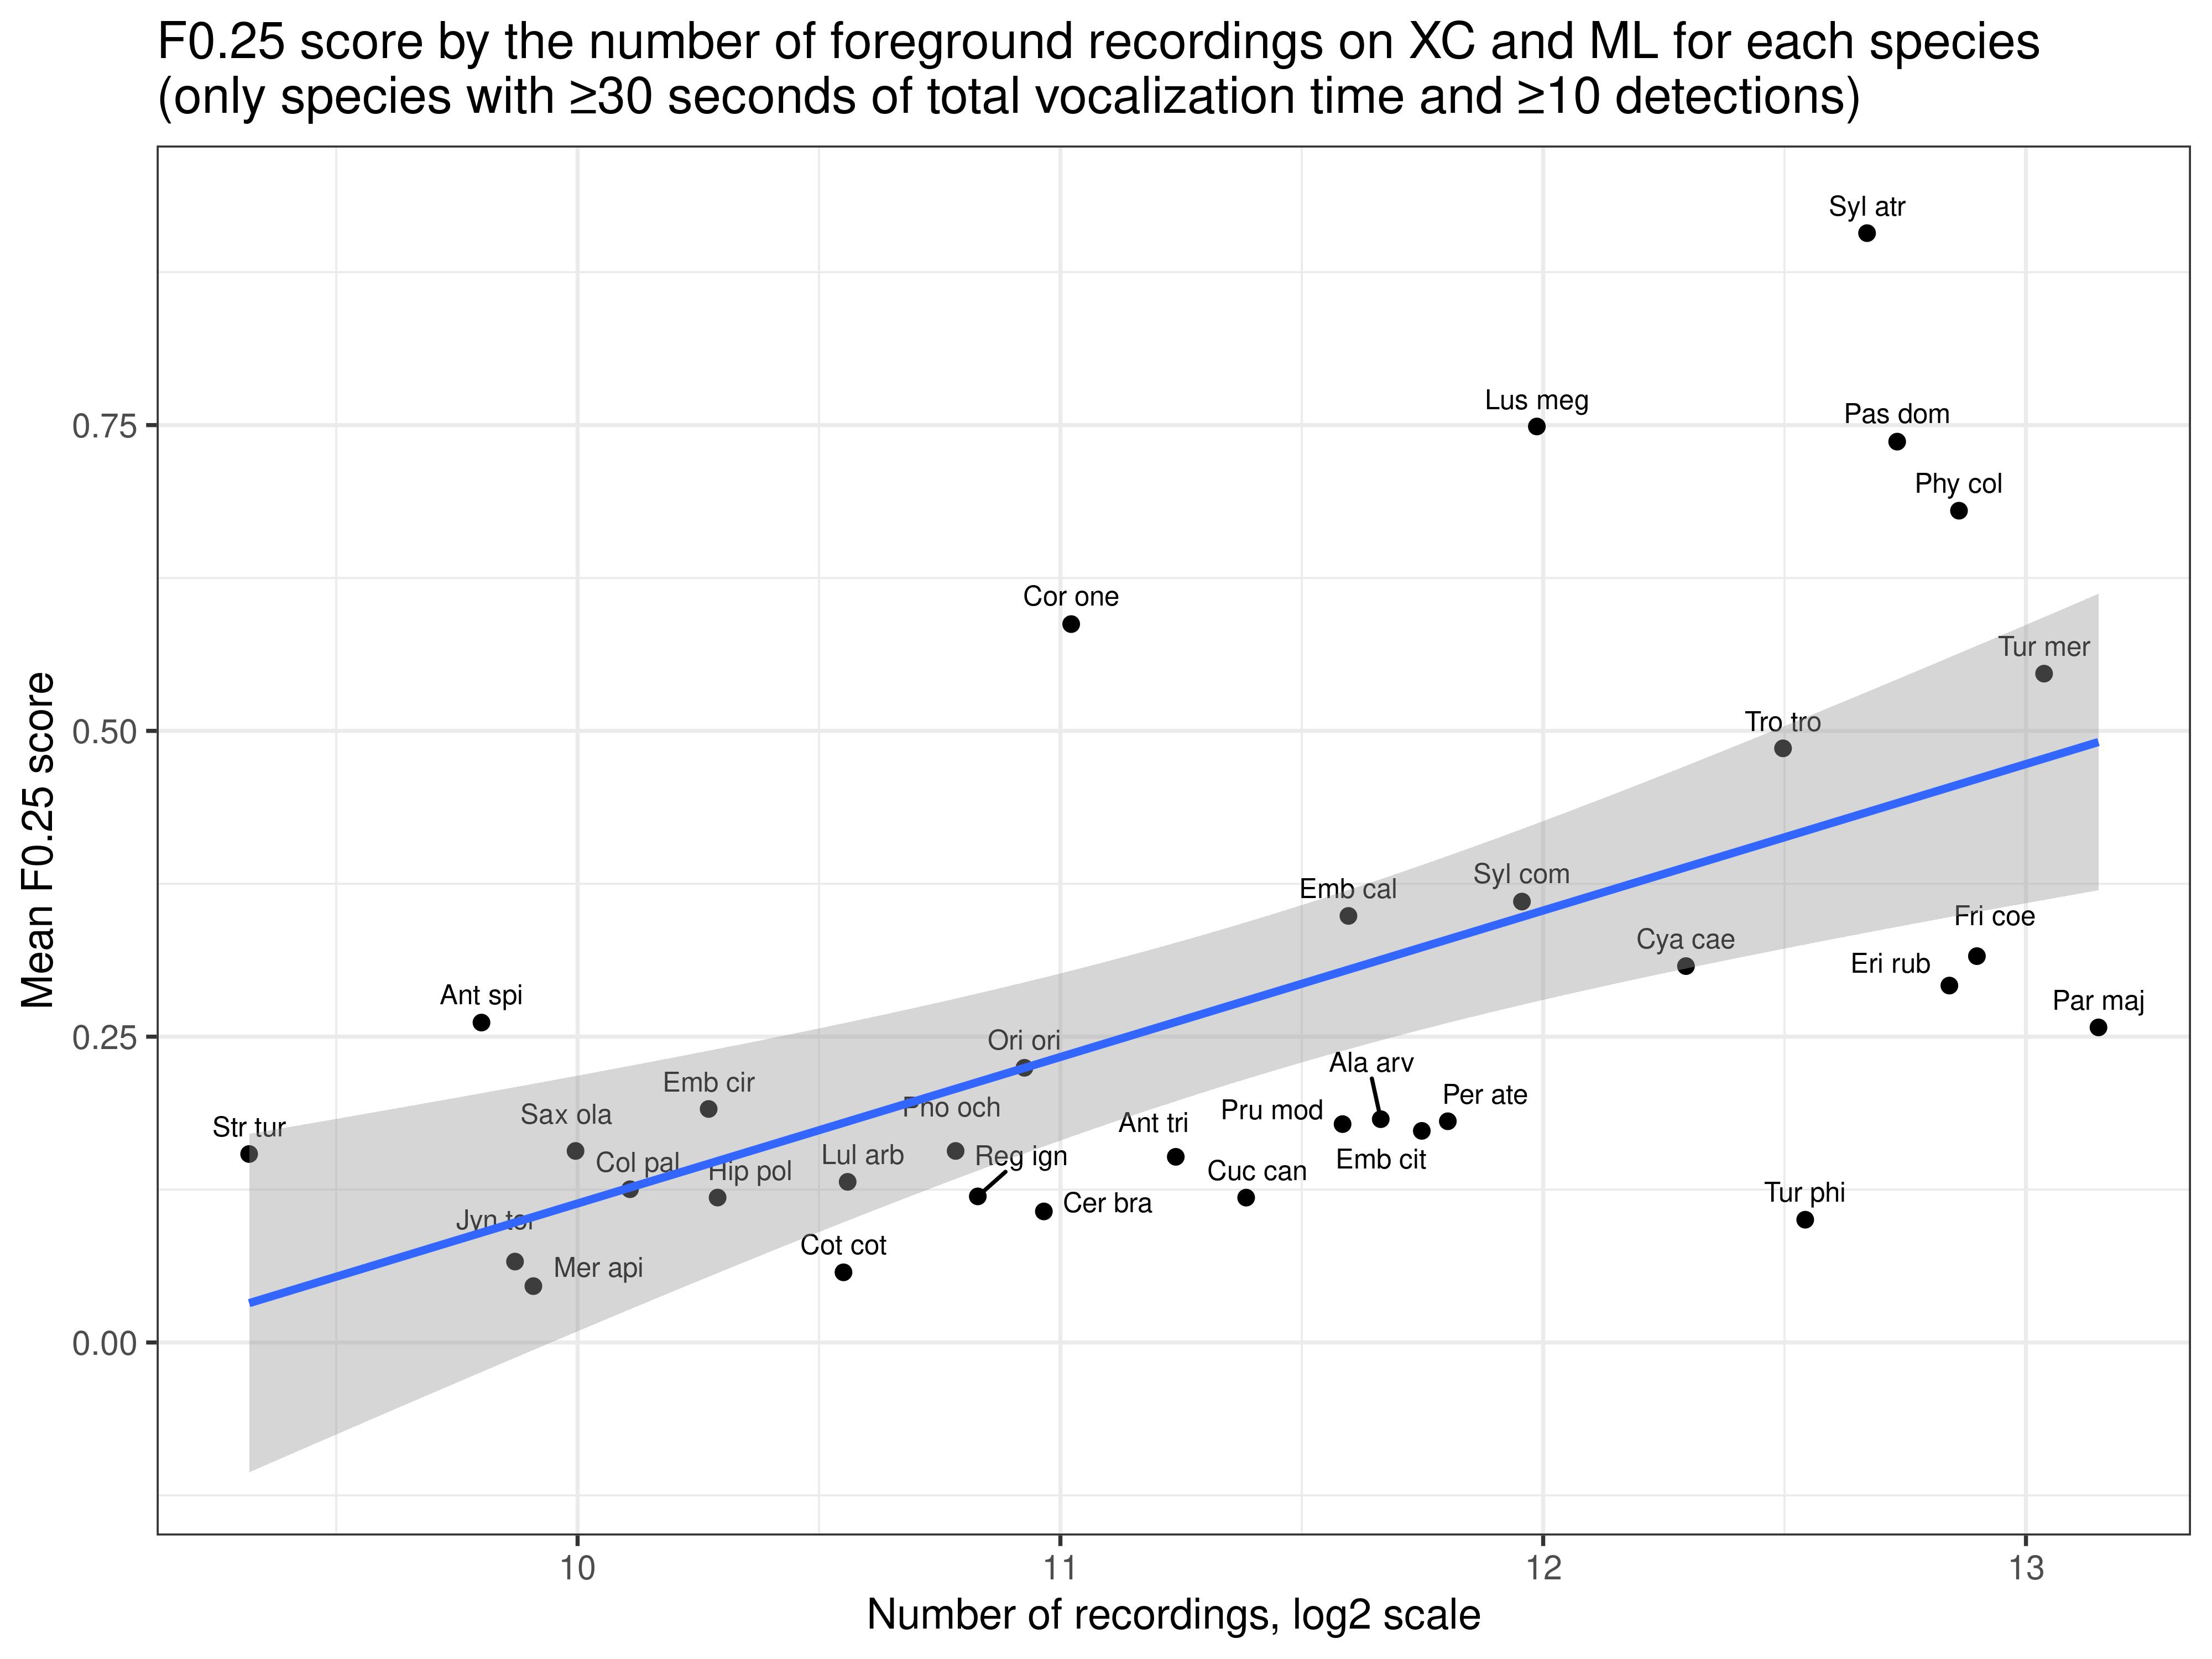 F0.25 score by the number of foreground recordings on XC and ML for each species
(only species with ≥30 seconds of total vocalization time and ≥10 detections)
Syl atr
Lus meg
Pas dom
Phy col
Cor one
Tur mer
Tro tro
Emb cal
Syl com
Cya cae
Fri coe
Eri rub
Par maj
Ant spi
Ori ori
Ala arv
Emb cir
Sax ola
Pho och
Pru mod
Per ate
Str tur
Ant tri
Col pal
Hip pol
Lul arb
Reg ign
Emb cit
Cuc can
Cer bra
Tur phi
Jyn tor
Mer api
Cot cot
0.75
0.50
0.25
0.00
Mean F0.25 score
10
11
12
13
Number of recordings, log2 scale